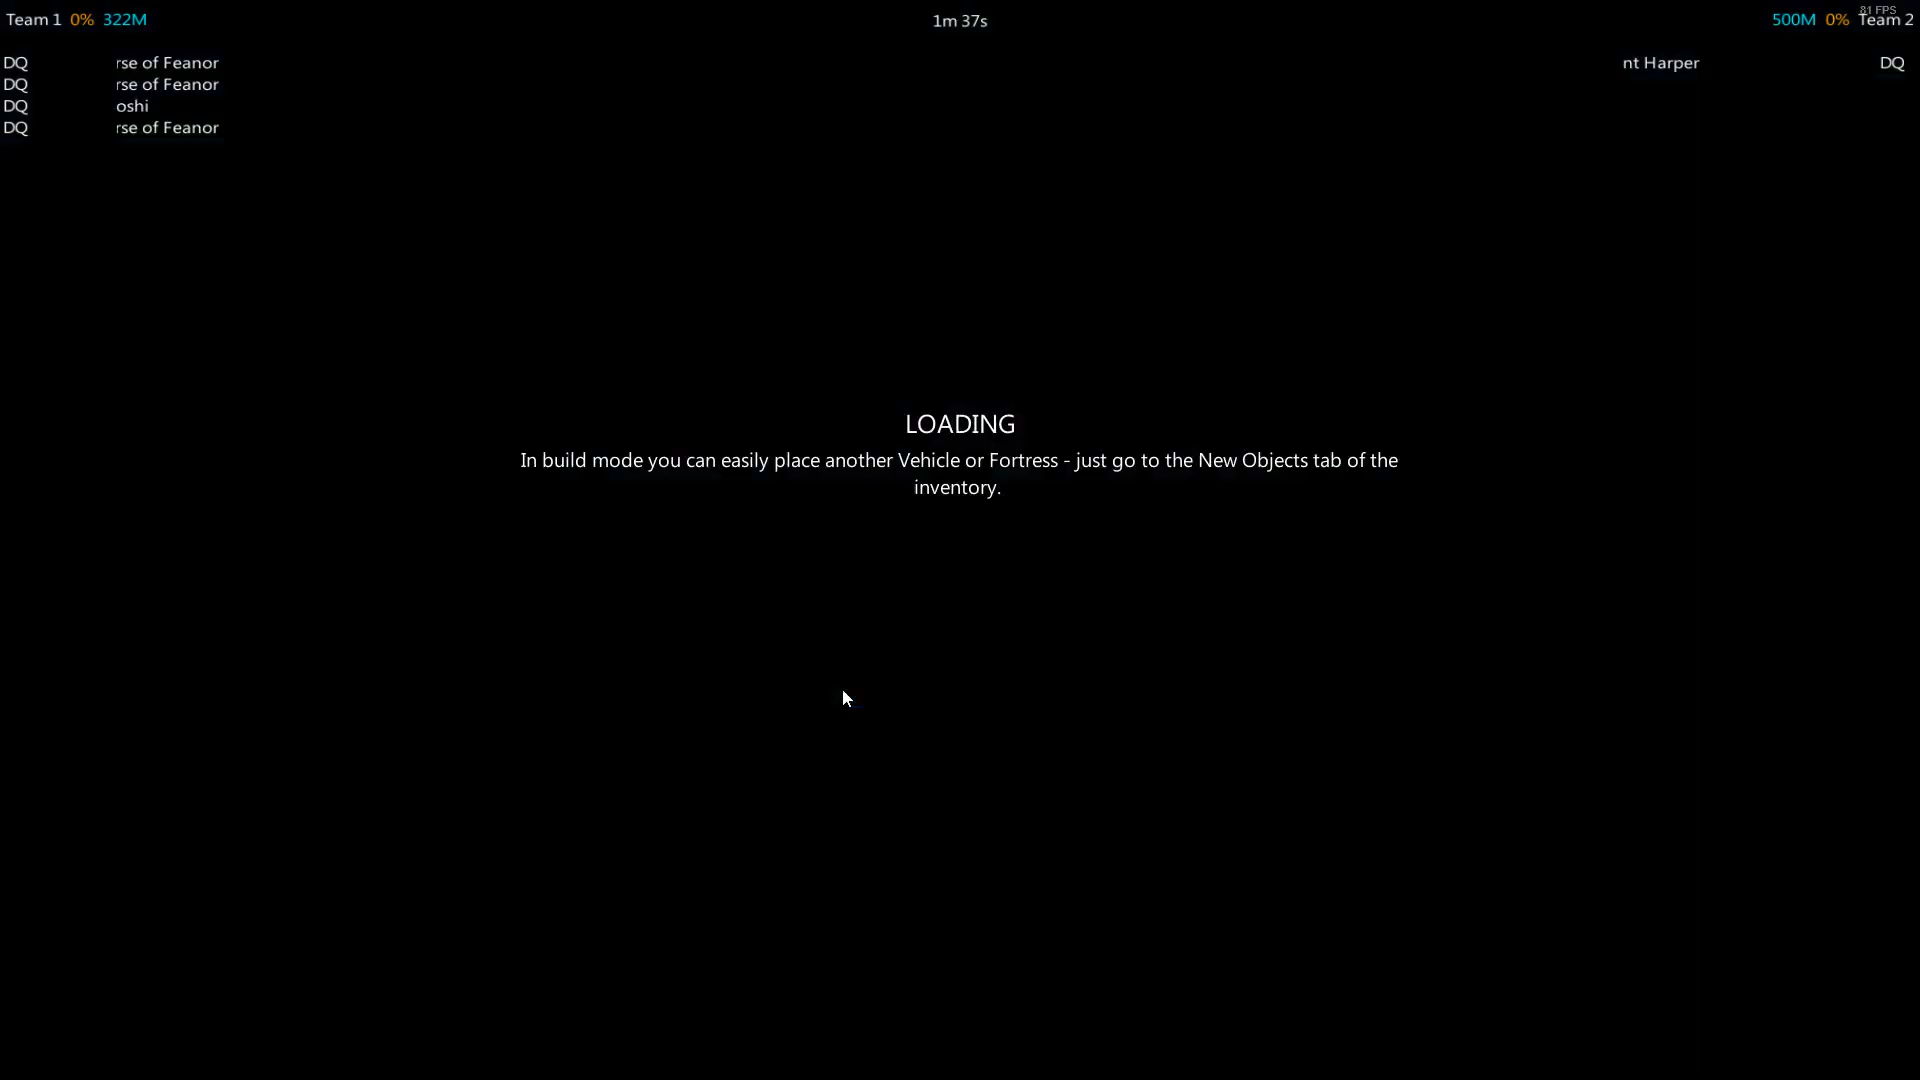 Team 1 0% 322M
1m 37s
500M 0% Team 2
81 FPS
DQ rse of Feanor
nt Harper DQ
DQ rse of Feanor
DQ oshi
DQ rse of Feanor
LOADING
In build mode you can easily place another Vehicle or Fortress - just go to the New Objects tab of the
inventory.